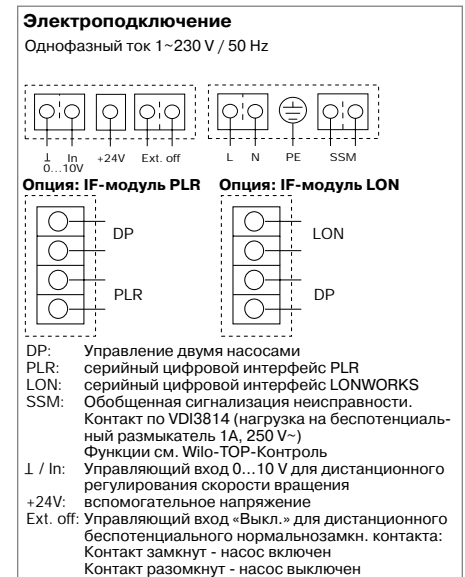 Электроподключение
Однофазный ток 1~230 V / 50 Hz
⊥ In +24V Ext. off L N PE SSM
0...10V
Опция: IF-модуль PLR Опция: IF-модуль LON
DP LON
PLR DP
DP: Управление двумя насосами
PLR: серийный цифровой интерфейс PLR
LON: серийный цифровой интерфейс LONWORKS
SSM: Обобщенная сигнализация неисправности.
Контакт по VDI3814 (нагрузка на беспотенциаль-
ный размыкатель 1A, 250 V~)
Функции см. Wilo-TOP-Контроль
⊥ / In: Управляющий вход 0...10 V для дистанционного
регулирования скорости вращения
+24V: вспомогательное напряжение
Ext. off: Управляющий вход «Выкл.» для дистанционного
беспотенциального нормальнозамкн. контакта:
Контакт замкнут - насос включен
Контакт разомкнут - насос выключен